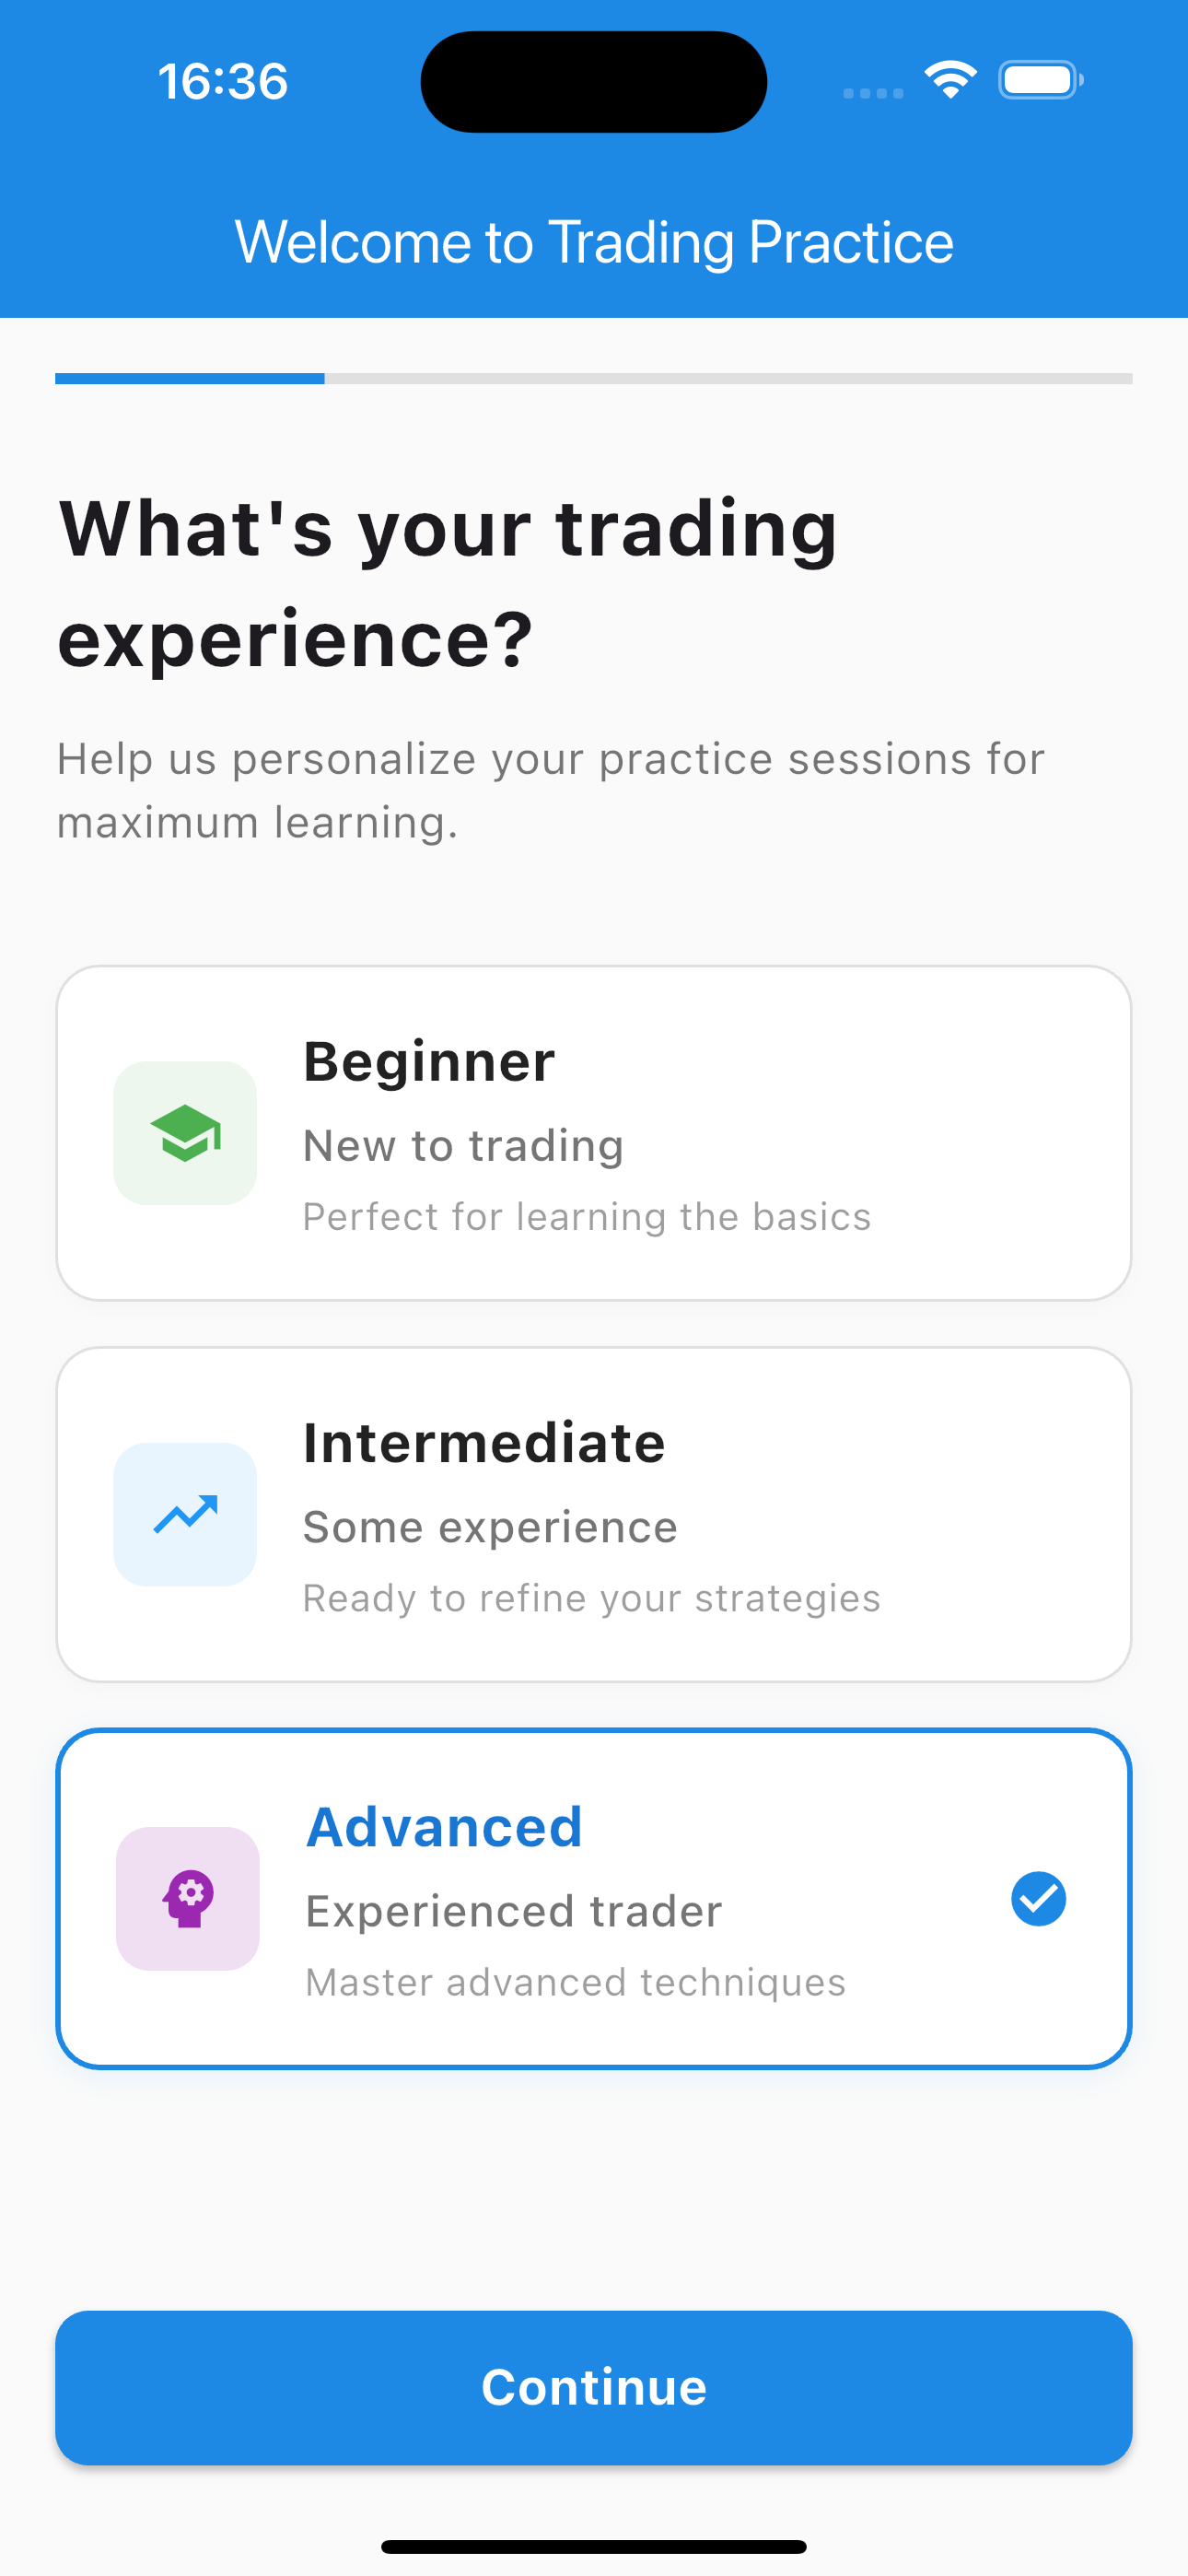 16:36
Welcome to Trading Practice
What's your trading
experience?
Help us personalize your practice sessions for
maximum learning.
Beginner
New to trading
Perfect for learning the basics
Intermediate
Some experience
Ready to refine your strategies
Advanced
Experienced trader
Master advanced techniques
Continue